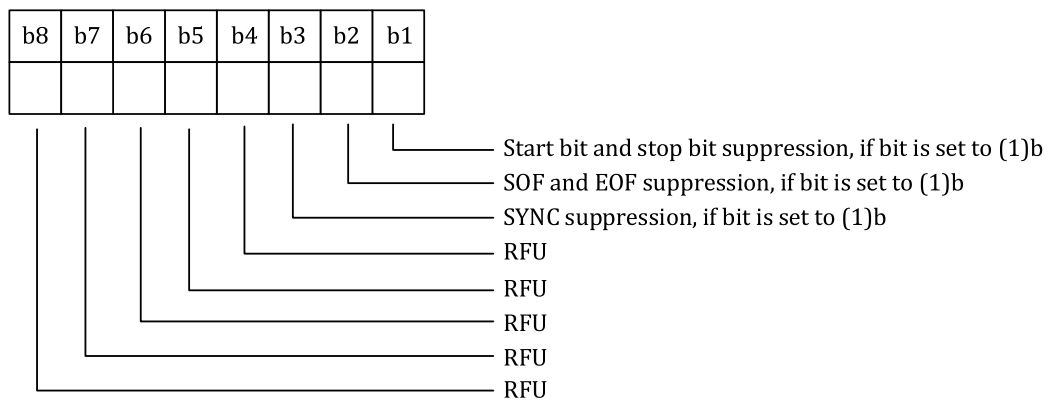 b8 b7 b6 b5 b4 b3 b2 b1
Start bit and stop bit suppression, if bit is set to (1)b
SOF and EOF suppression, if bit is set to (1)b
SYNC suppression, if bit is set to (1)b
RFU
RFU
RFU
RFU
RFU